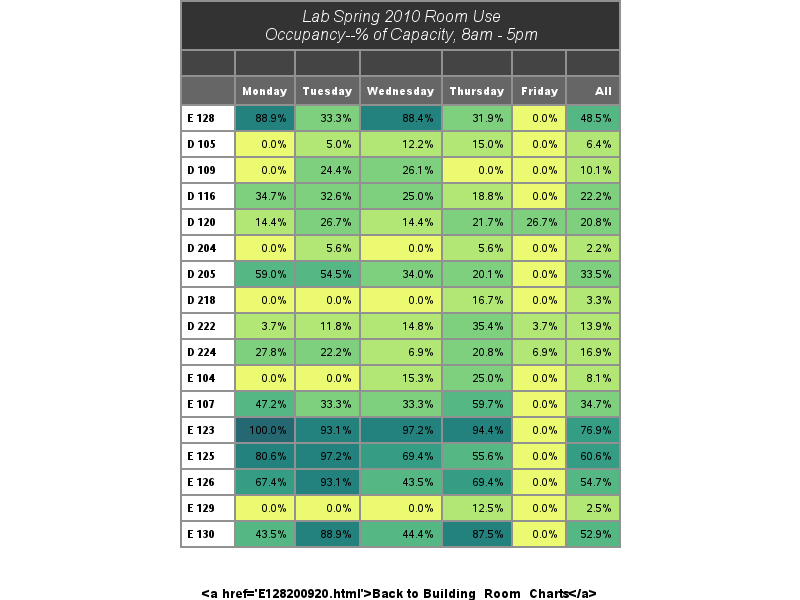 Lab Spring 2010 Room Use
Occupancy--% of Capacity, 8am - 5pm
Monday Tuesday Wednesday Thursday Friday All
E 128 88.9% 33.3% 88.4% 31.9% 0.0% 48.5%
D 105 0.0% 5.0% 12.2% 15.0% 0.0% 6.4%
D 109 0.0% 24.4% 26.1% 0.0% 0.0% 10.1%
D 116 34.7% 32.6% 25.0% 18.8% 0.0% 22.2%
D 120 14.4% 26.7% 14.4% 21.7% 26.7% 20.8%
D 204 0.0% 5.6% 0.0% 5.6% 0.0% 2.2%
D 205 59.0% 54.5% 34.0% 20.1% 0.0% 33.5%
D 218 0.0% 0.0% 0.0% 16.7% 0.0% 3.3%
D 222 3.7% 11.8% 14.8% 35.4% 3.7% 13.9%
D 224 27.8% 22.2% 6.9% 20.8% 6.9% 16.9%
E 104 0.0% 0.0% 15.3% 25.0% 0.0% 8.1%
E 107 47.2% 33.3% 33.3% 59.7% 0.0% 34.7%
E 123 100.0% 93.1% 97.2% 94.4% 0.0% 76.9%
E 125 80.6% 97.2% 69.4% 55.6% 0.0% 60.6%
E 126 67.4% 93.1% 43.5% 69.4% 0.0% 54.7%
E 129 0.0% 0.0% 0.0% 12.5% 0.0% 2.5%
E 130 43.5% 88.9% 44.4% 87.5% 0.0% 52.9%
<a href='E128200920.html'>Back to Building_Room_Charts</a>